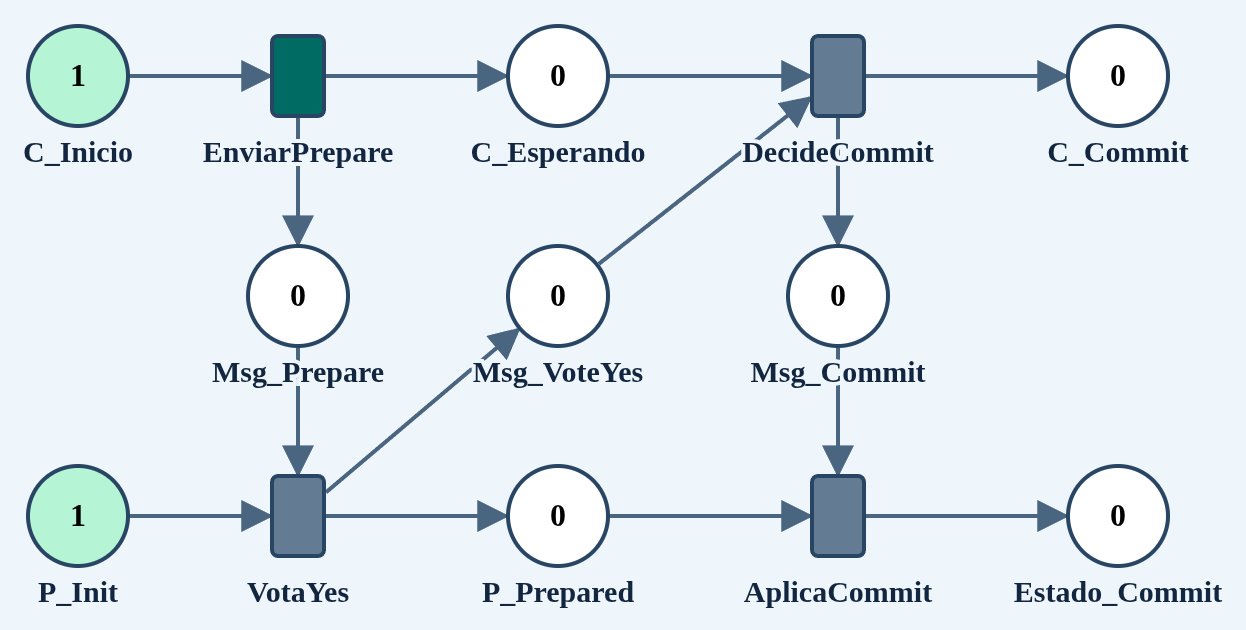 1
0
0
C_Inicio
EnviarPrepare
C_Esperando
DecideCommit
C_Commit
0
0
0
Msg_Prepare
Msg_VoteYes
Msg_Commit
1
0
0
P_Init
VotaYes
P_Prepared
AplicaCommit
Estado_Commit